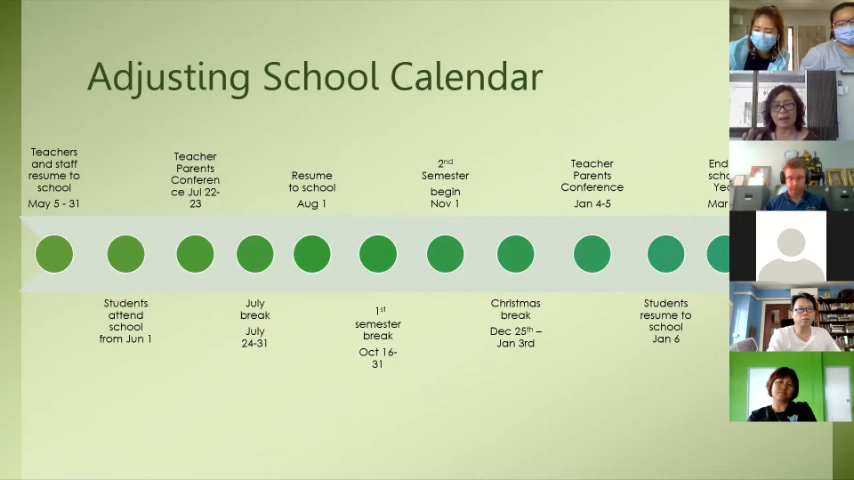 Adjusting School Calendar
Teachers
and staff
resume to
school
May 5 - 31
Students
attend
school
from Jun 1
Teacher
Parents
Conferen
ce Jul 22-
23
July
break
July
24-31
Resume
to school
Aug 1
1st
semester
break
Oct 16-
31
2nd
Semester
begin
Nov 1
Christmas
break
Dec 25th –
Jan 3rd
Teacher
Parents
Conference
Jan 4-5
Students
resume to
school
Jan 6
End